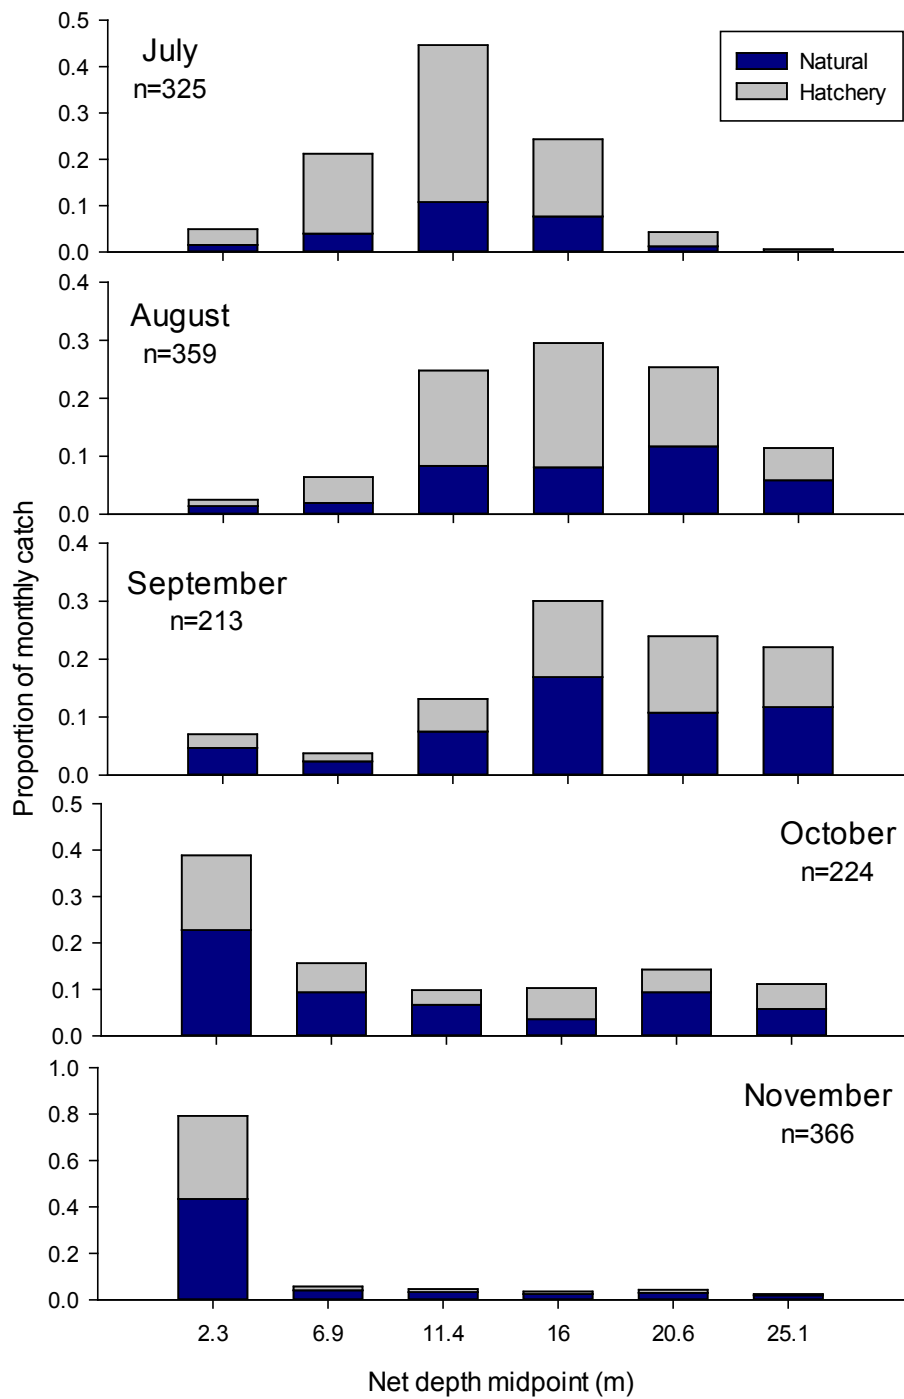 0.5
0.4
0.3
0.2
0.1
0.0
July
n=325
Natural
Hatchery
0.4
0.3
0.2
0.1
0.0
August
n=359
0.4
0.3
0.2
0.1
0.0
September
n=213
Proportion of monthly catch
0.5
0.4
0.3
0.2
0.1
0.0
October
n=224
1.0
0.8
0.6
0.4
0.2
0.0
November
n=366
2.3 6.9 11.4 16 20.6 25.1
Net depth midpoint (m)